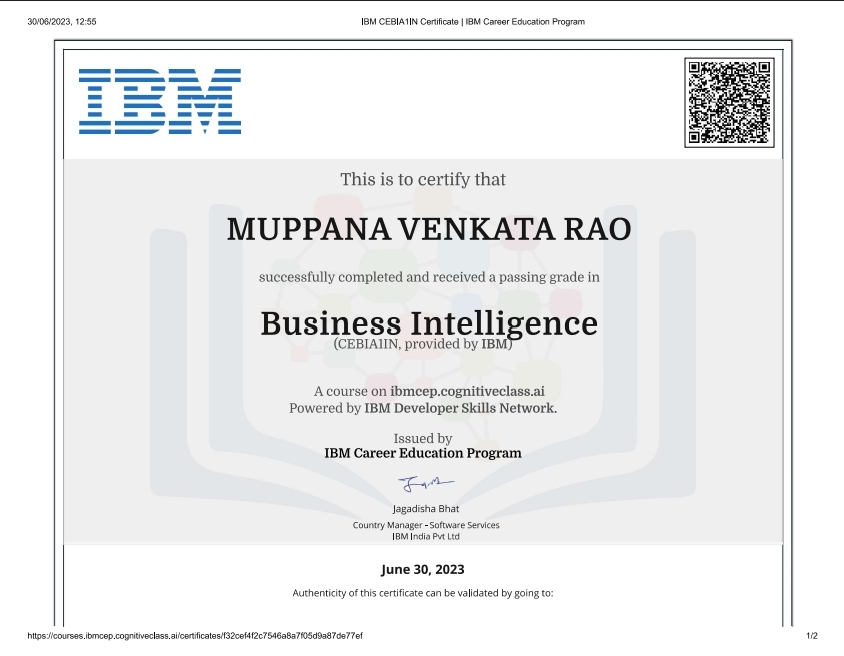 30/06/2023, 12:55
IBM CEBIA1IN Certificate | IBM Career Education Program
IBM
This is to certify that
MUPPANA VENKATA RAO
successfully completed and received a passing grade in
Business Intelligence
(CEBIA1IN, provided by IBM)
A course on ibmcep.cognitiveclass.ai
Powered by IBM Developer Skills Network.
Issued by
IBM Career Education Program
Jagadisha Bhat
Country Manager - Software Services
IBM India Pvt Ltd
June 30, 2023
Authenticity of this certificate can be validated by going to:
https://courses.ibmcep.cognitiveclass.ai/certificates/f32cef4f2c7546a8a7f05d9a87de77ef
1/2